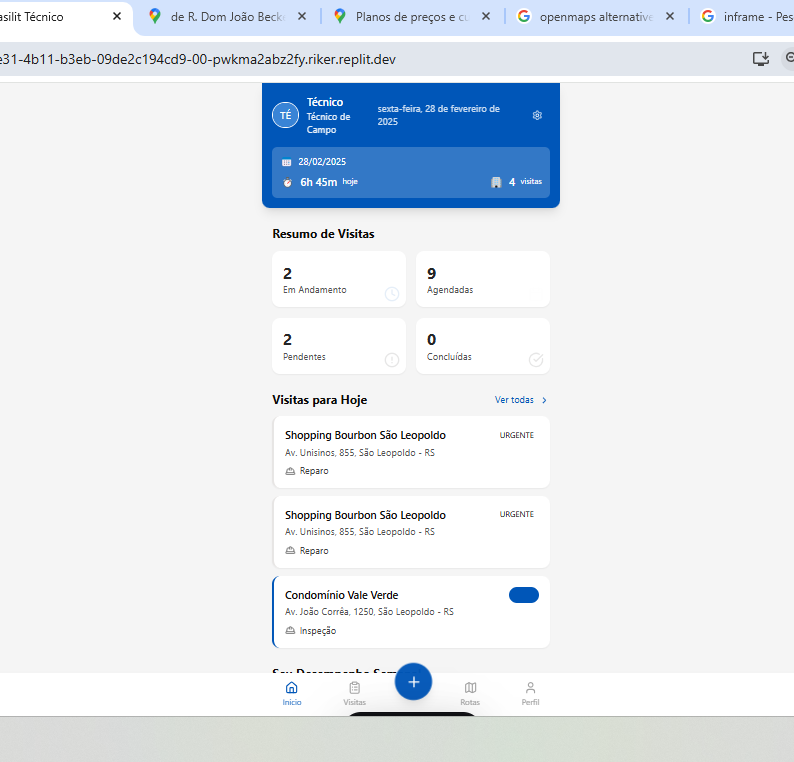 asilit Técnico
de R. Dom João Beck
Planos de preços e cu
openmaps alternative
inframe - Pes
e31-4b11-b3eb-09de2c194cd9-00-pwkma2abz2fy.riker.replit.dev
TÉ
Técnico
Técnico de
Campo
sexta-feira, 28 de fevereiro de
2025
28/02/2025
6h 45m hoje
4 visitas
Resumo de Visitas
2
Em Andamento
9
Agendadas
2
Pendentes
0
Concluídas
Visitas para Hoje
Ver todas
Shopping Bourbon São Leopoldo
URGENTE
Av. Unisinos, 855, São Leopoldo - RS
Reparo
Shopping Bourbon São Leopoldo
URGENTE
Av. Unisinos, 855, São Leopoldo - RS
Reparo
Condomínio Vale Verde
Av. João Corrêa, 1250, São Leopoldo - RS
Inspeção
Seu Desempenho Sem
Início
Visitas
Rotas
Perfil